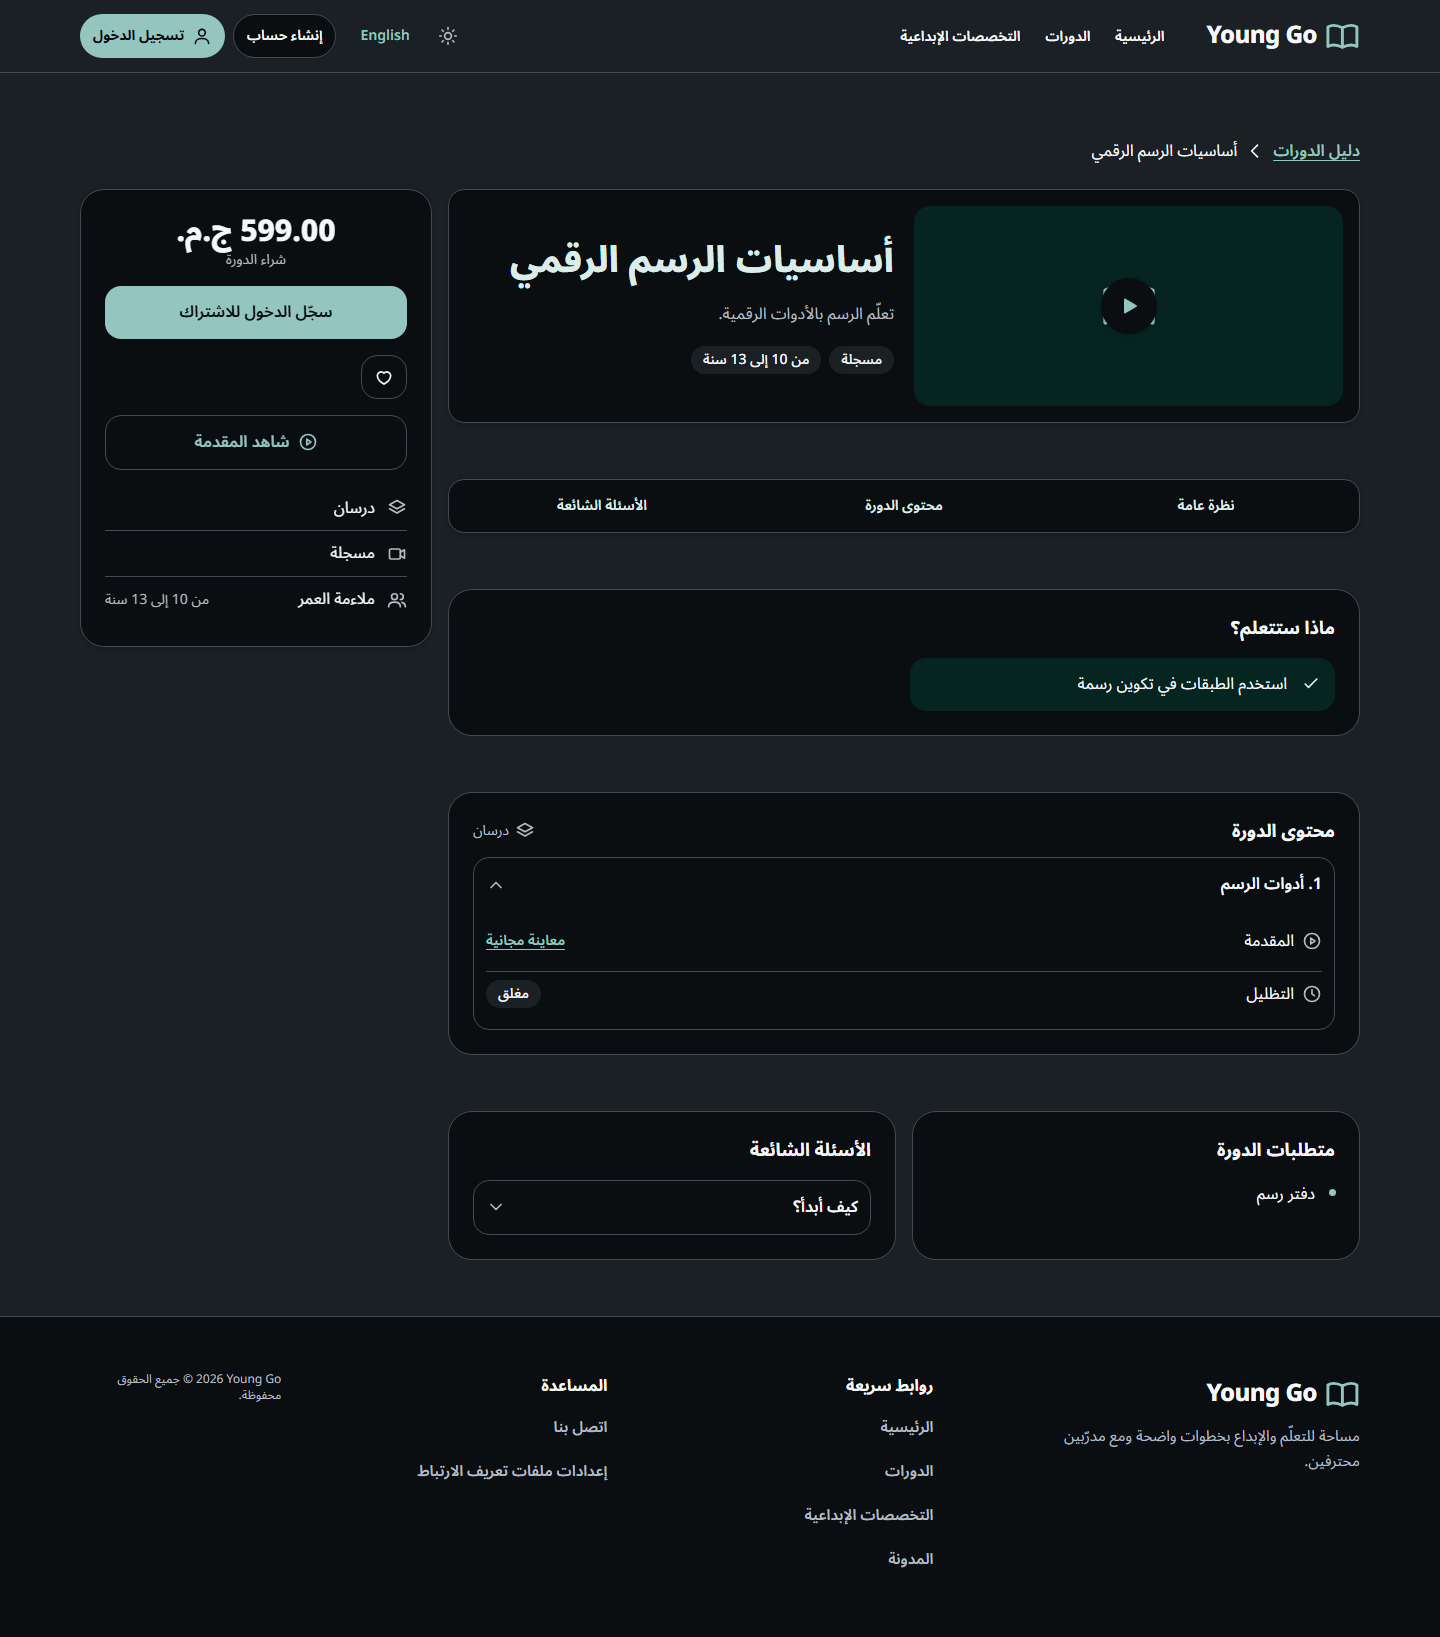 Young Go
الرئيسية
الدورات
التخصصات الإبداعية
English
إنشاء حساب
تسجيل الدخول
دليل الدورات
أساسيات الرسم الرقمي
أساسيات الرسم الرقمي
تعلّم الرسم بالأدوات الرقمية.
مسجلة
من 10 إلى 13 سنة
599.00 ج.م.
شراء الدورة
سجّل الدخول للاشتراك
شاهد المقدمة
درسان
مسجلة
ملاءمة العمر
من 10 إلى 13 سنة
نظرة عامة
محتوى الدورة
الأسئلة الشائعة
ماذا ستتعلم؟
استخدم الطبقات في تكوين رسمة
محتوى الدورة
درسان
1. أدوات الرسم
المقدمة
معاينة مجانية
التظليل
مغلق
متطلبات الدورة
دفتر رسم
الأسئلة الشائعة
كيف أبدأ؟
Young Go
مساحة للتعلّم والإبداع بخطوات واضحة ومع مدرّبين
محترفين.
روابط سريعة
الرئيسية
الدورات
التخصصات الإبداعية
المدونة
المساعدة
اتصل بنا
إعدادات ملفات تعريف الارتباط
Young Go 2026 © جميع الحقوق
محفوظة.